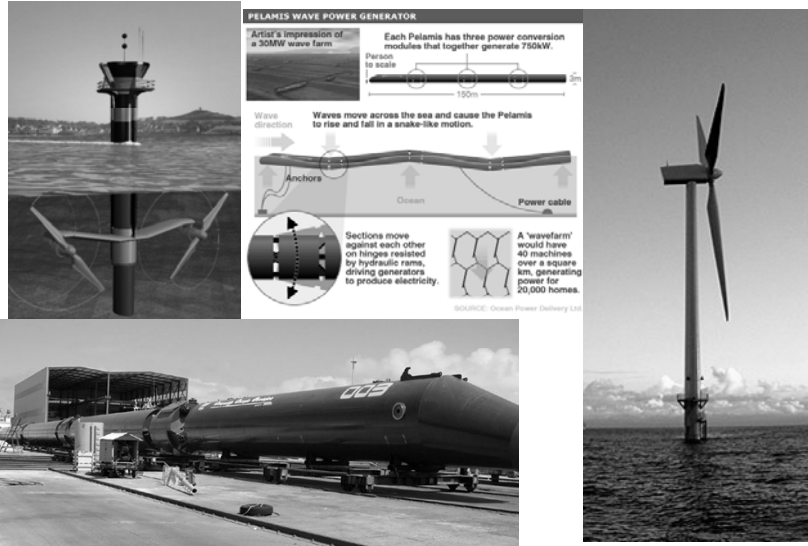 PELAMIS WAVE POWER GENERATOR
Artist's impression of
a 30MW wave farm
Each Pelamis has three power conversion
modules that together generate 750kW.
Person
to scale
3m
150m
Wave
direction
Waves move across the sea and cause the Pelamis
to rise and fall in a snake-like motion.
Anchors
Ocean
Power cable
Sections move
against each other
on hinges resisted
by hydraulic rams,
driving generators
to produce electricity.
A 'wavefarm'
would have
40 machines
over a square
km, generating
power for
20,000 homes.
SOURCE: Ocean Power Delivery Ltd.
003